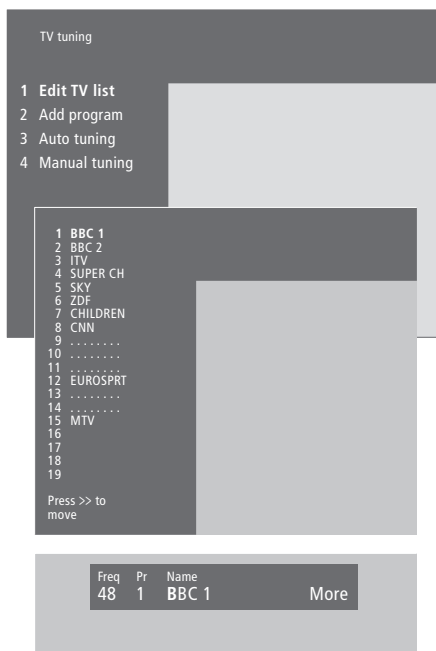 TV tuning
1 Edit TV list
2 Add program
3 Auto tuning
4 Manual tuning
1 BBC 1
2 BBC 2
3 ITV
4 SUPER CH
5 SKY
6 ZDF
7 CHILDREN
8 CNN
9 ........
10 ........
11 ........
12 EUROSPRT
13 ........
14 ........
15 MTV
16
17
18
19
Press >> to
move
Freq Pr Name
48 1 BBC 1 More